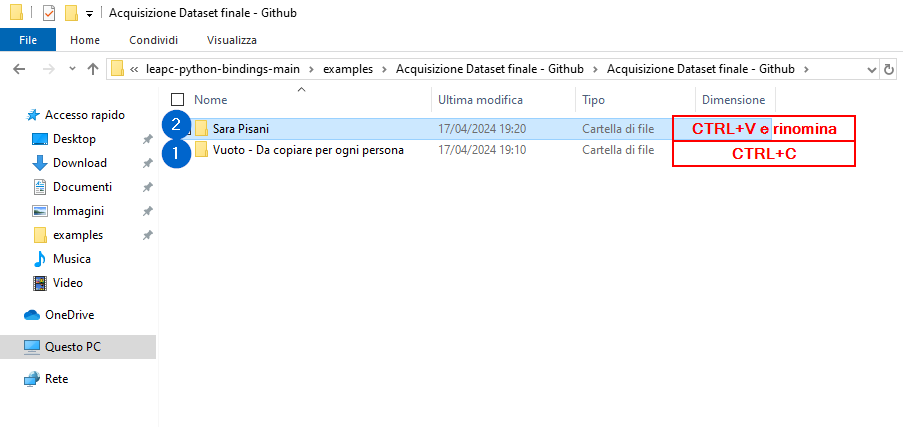 Acquisizione Dataset finale - Github
File Home Condividi Visualizza
« leapc-python-bindings-main > examples > Acquisizione Dataset finale - Github > Acquisizione Dataset finale - Github >
Nome Ultima modifica Tipo Dimensione
Accesso rapido
2 Sara Pisani 17/04/2024 19:20 Cartella di file CTRL+V e rinomina
Desktop
1 Vuoto - Da copiare per ogni persona 17/04/2024 19:10 Cartella di file CTRL+C
Download
Documenti
Immagini
examples
Musica
Video
OneDrive
Questo PC
Rete